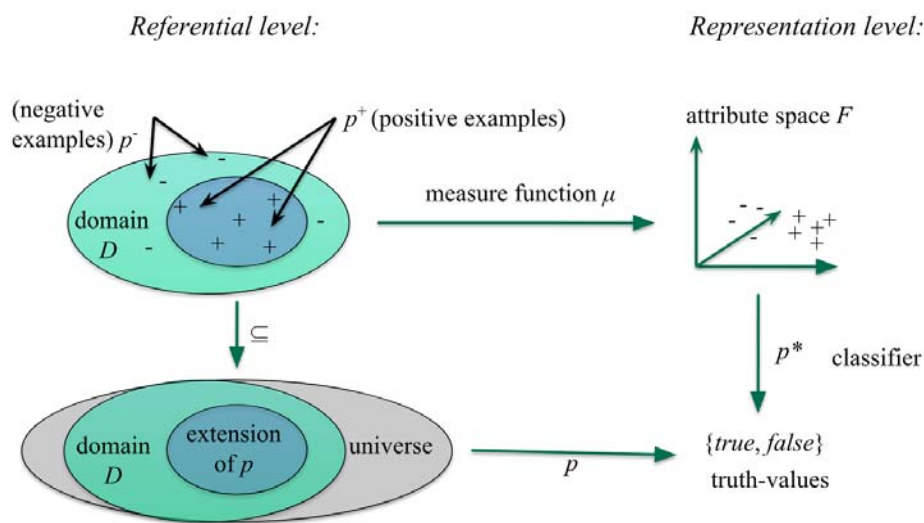 Referential level:
Representation level:
(negative
examples) p⁻
p⁺ (positive examples)
attribute space F
domain
D
measure function μ
⊆
p*
classifier
domain
D
extension
of p
universe
p
{true, false}
truth-values